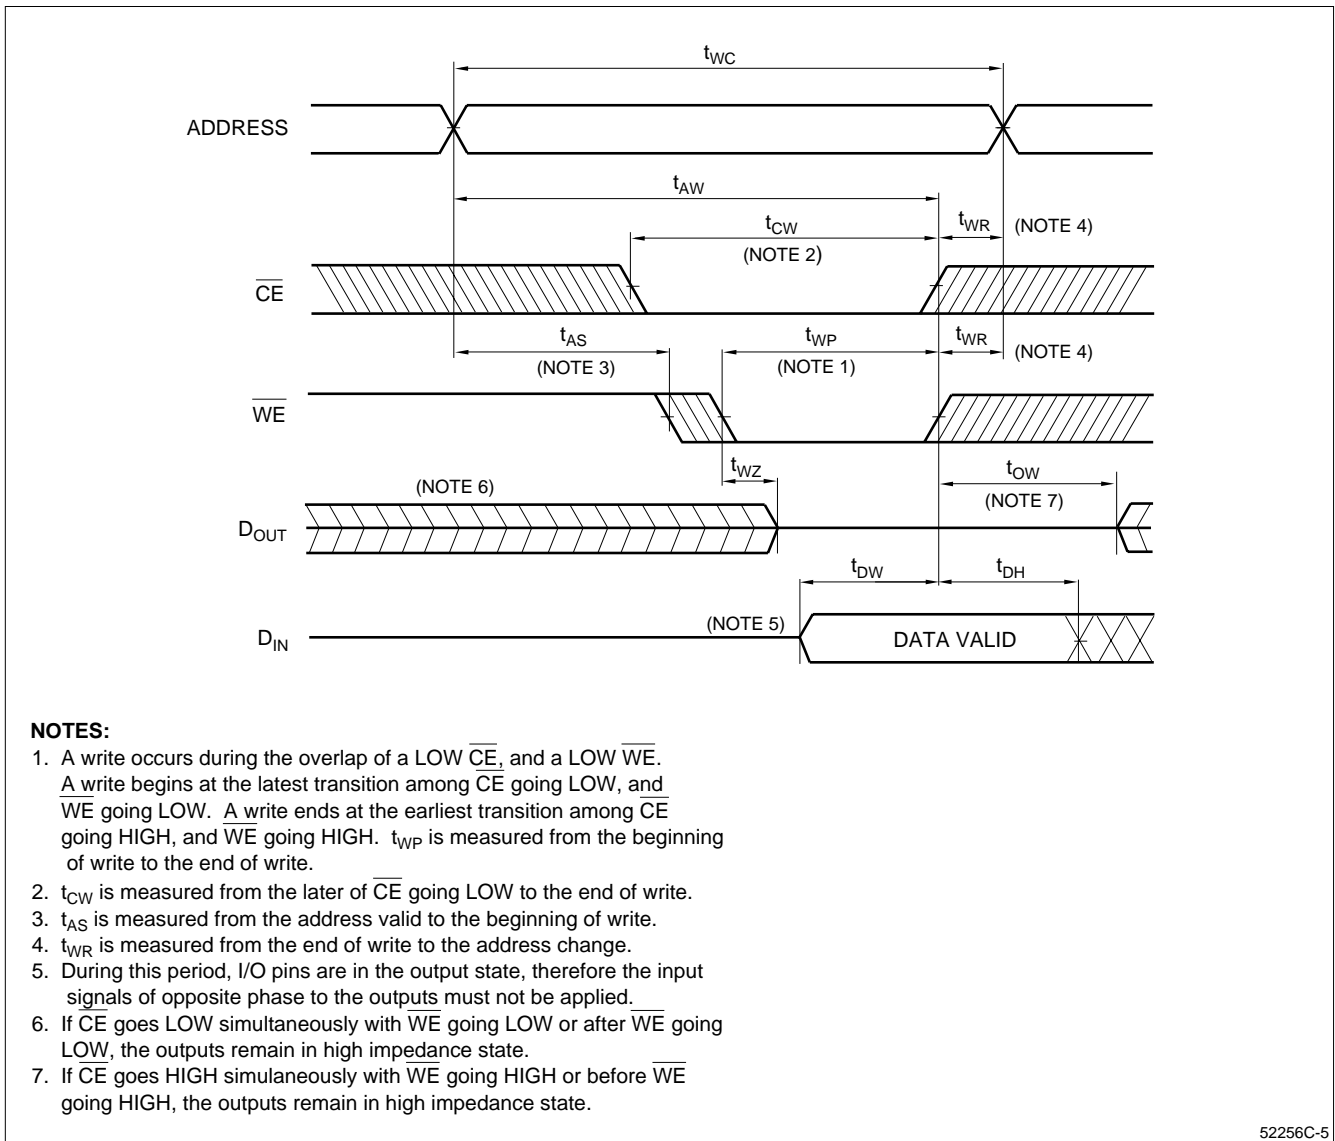 tWC
ADDRESS
tAW
tCW
tWR
(NOTE 4)
(NOTE 2)
CE
tAS
tWP
tWR
(NOTE 3)
(NOTE 1)
(NOTE 4)
WE
tWZ
tOW
(NOTE 6)
(NOTE 7)
DOUT
tDW
tDH
(NOTE 5)
DIN
DATA VALID
NOTES:
1. A write occurs during the overlap of a LOW CE, and a LOW WE.
A write begins at the latest transition among CE going LOW, and
WE going LOW. A write ends at the earliest transition among CE
going HIGH, and WE going HIGH. tWP is measured from the beginning
of write to the end of write.
2. tCW is measured from the later of CE going LOW to the end of write.
3. tAS is measured from the address valid to the beginning of write.
4. tWR is measured from the end of write to the address change.
5. During this period, I/O pins are in the output state, therefore the input
signals of opposite phase to the outputs must not be applied.
6. If CE goes LOW simultaneously with WE going LOW or after WE going
LOW, the outputs remain in high impedance state.
7. If CE goes HIGH simulaneously with WE going HIGH or before WE
going HIGH, the outputs remain in high impedance state.
52256C-5